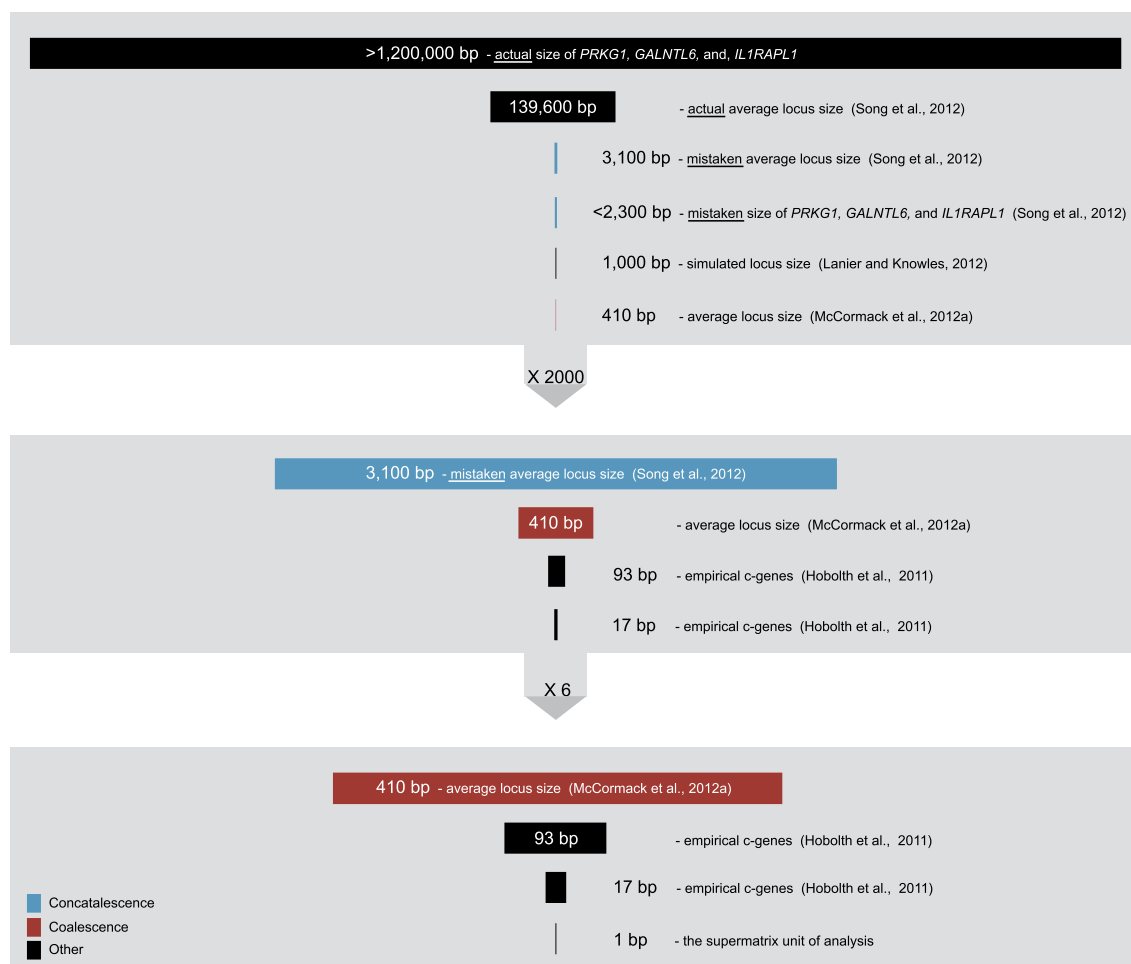 >1,200,000 bp - actual size of PRKG1, GALNTL6, and, IL1RAPL1
139,600 bp - actual average locus size (Song et al., 2012)
3,100 bp - mistaken average locus size (Song et al., 2012)
<2,300 bp - mistaken size of PRKG1, GALNTL6, and IL1RAPL1 (Song et al., 2012)
1,000 bp - simulated locus size (Lanier and Knowles, 2012)
410 bp - average locus size (McCormack et al., 2012a)
X 2000
3,100 bp - mistaken average locus size (Song et al., 2012)
410 bp - average locus size (McCormack et al., 2012a)
93 bp - empirical c-genes (Hobolth et al., 2011)
17 bp - empirical c-genes (Hobolth et al., 2011)
X 6
410 bp - average locus size (McCormack et al., 2012a)
93 bp - empirical c-genes (Hobolth et al., 2011)
17 bp - empirical c-genes (Hobolth et al., 2011)
1 bp - the supermatrix unit of analysis
Concatalescence
Coalescence
Other